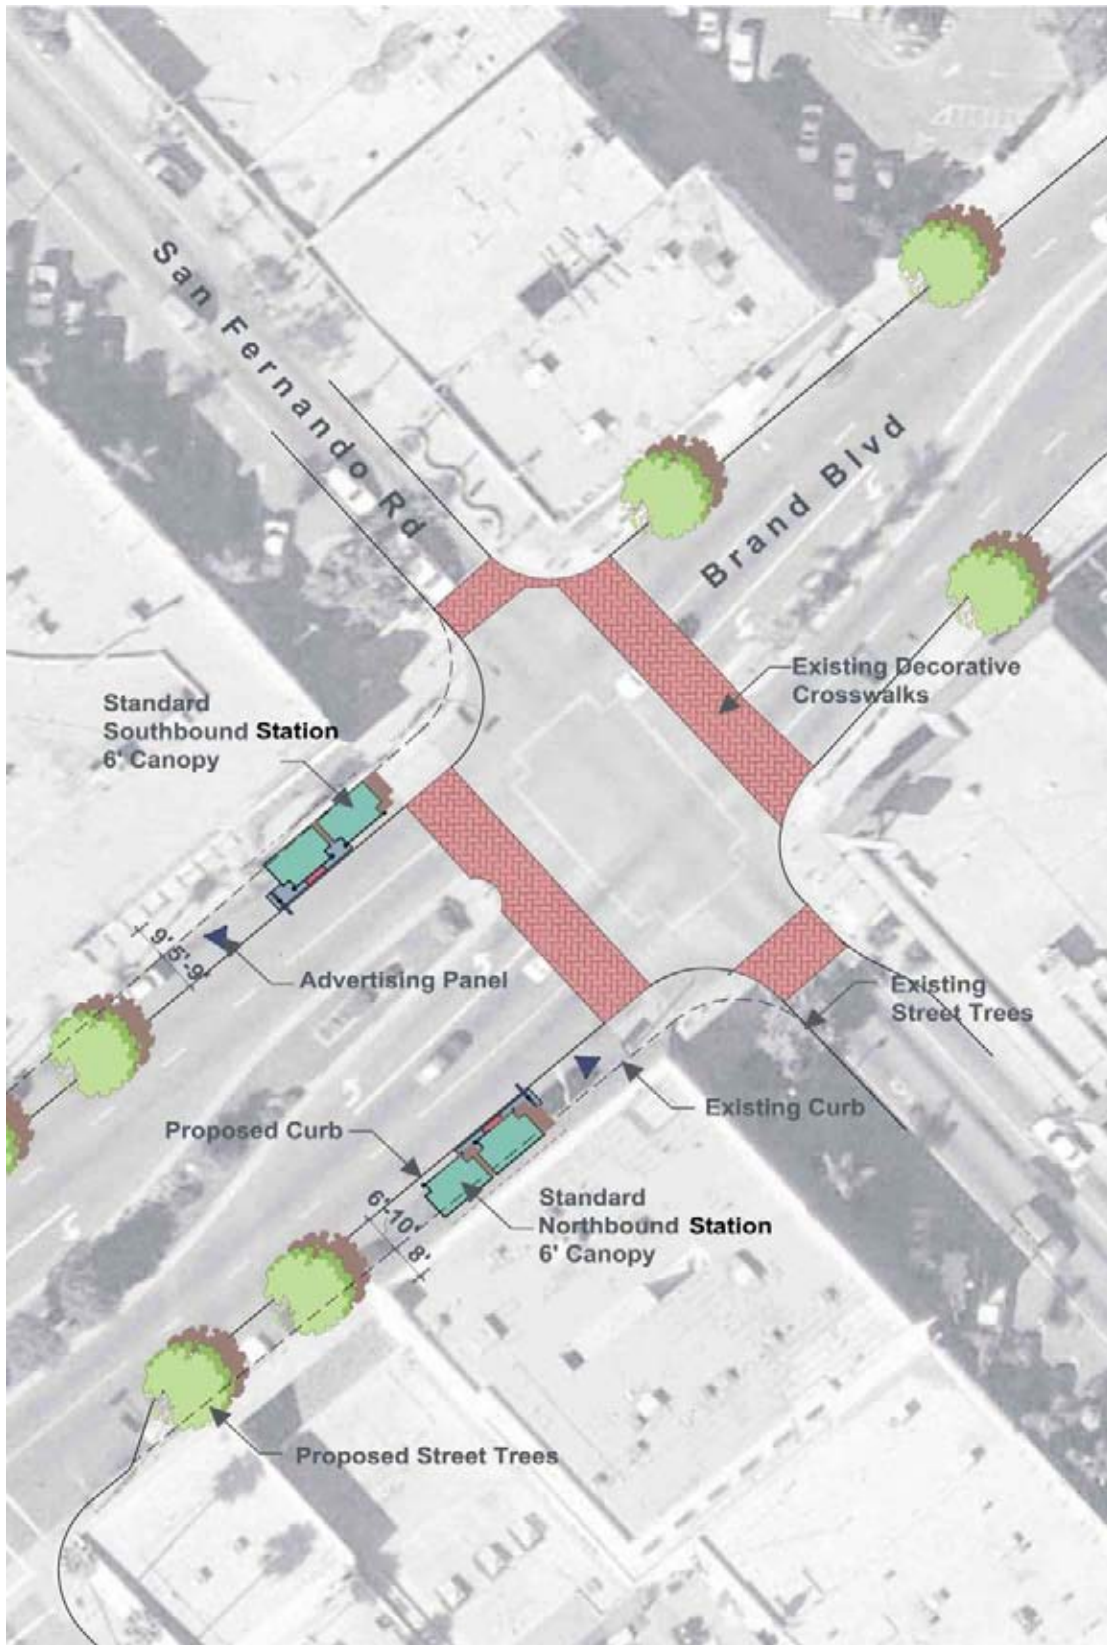 San Fernando Rd
Brand Blvd
Existing Decorative
Crosswalks
Standard
Southbound Station
6' Canopy
9' 5'-9"
Advertising Panel
Existing
Street Trees
Existing Curb
Proposed Curb
6'-10"
8'
Standard
Northbound Station
6' Canopy
Proposed Street Trees